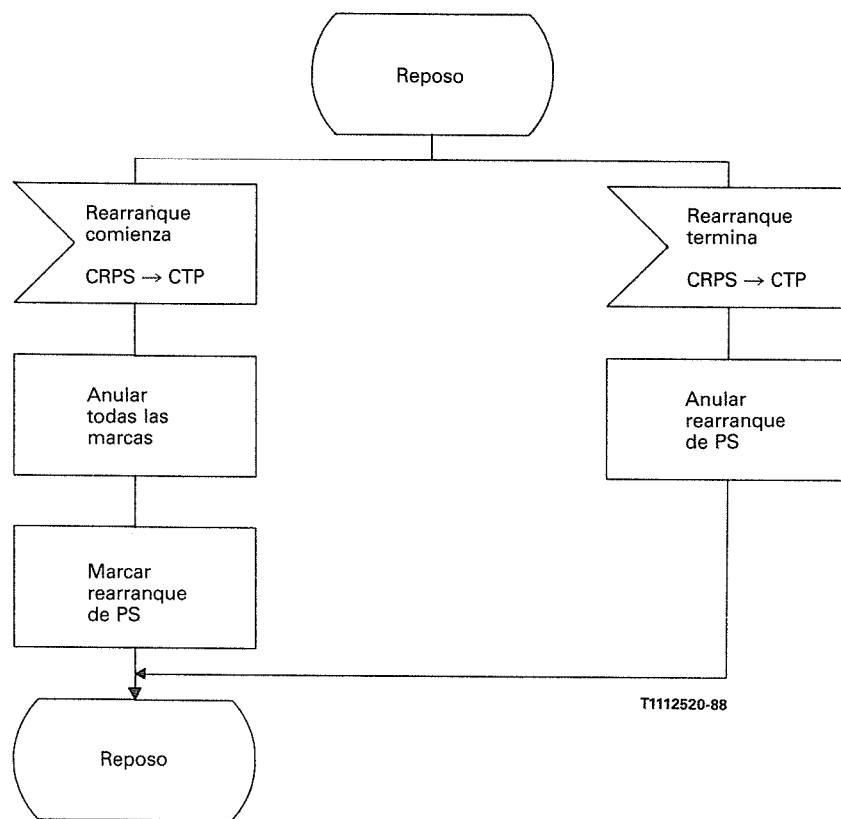 Reposo
Rearranque
comienza
CRPS → CTP
Rearranque
termina
CRPS → CTP
Anular
todas las
marcas
Anular
rearranque
de PS
Marcar
rearranque
de PS
T1112520-88
Reposo